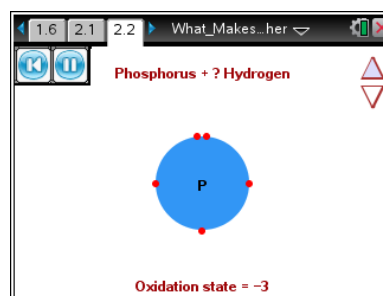 1.6 2.1 2.2 What_Makes...her
Phosphorus + ? Hydrogen
P
Oxidation state = −3